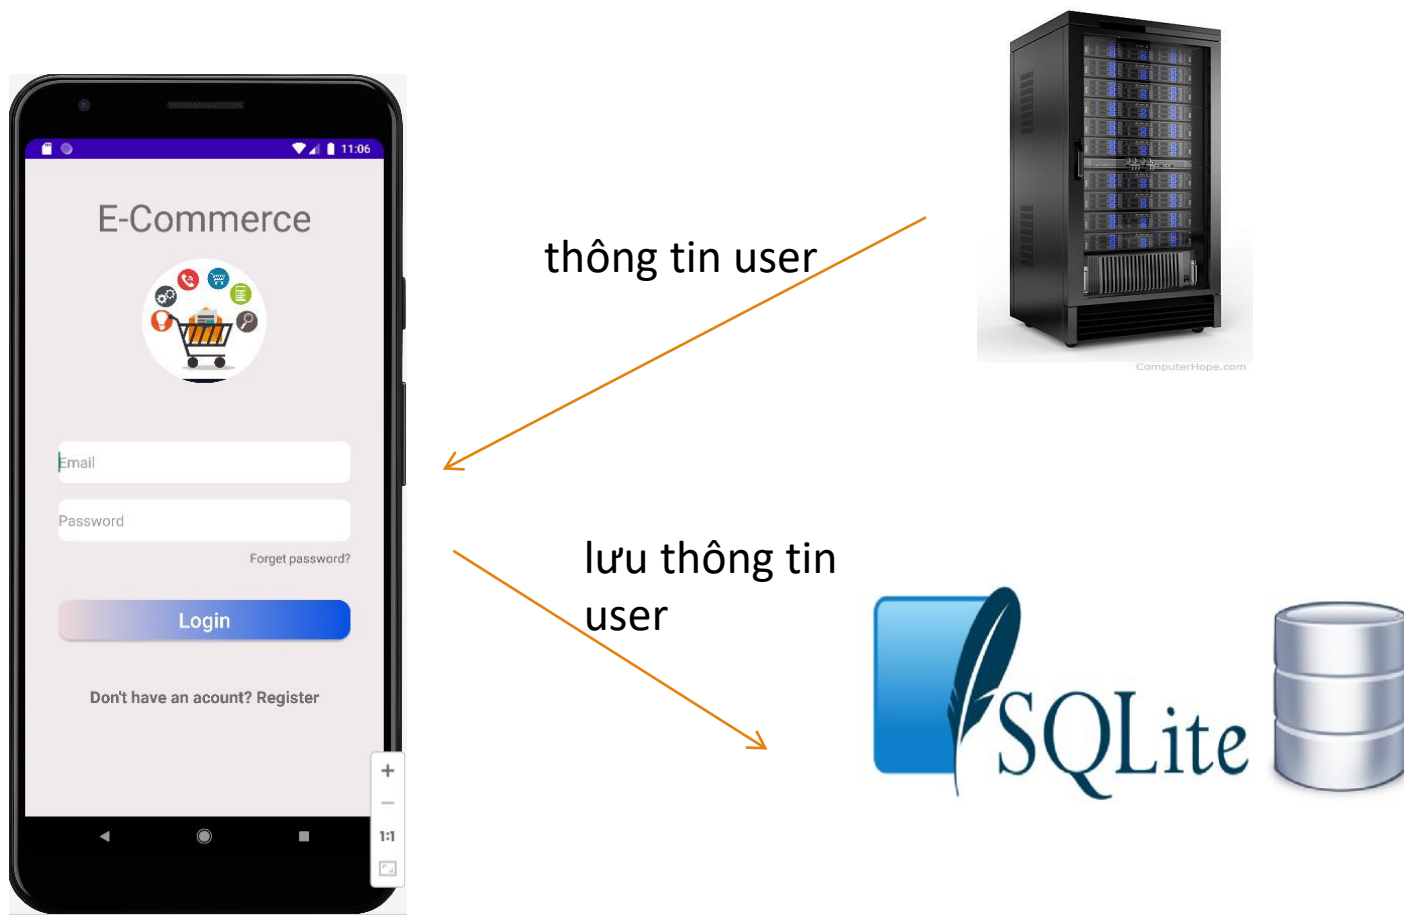 11:06
E-Commerce
Email
Password
Forget password?
Login
Don't have an acount? Register
1:1
thông tin user
ComputerHope.com
lưu thông tin
user
SQLite